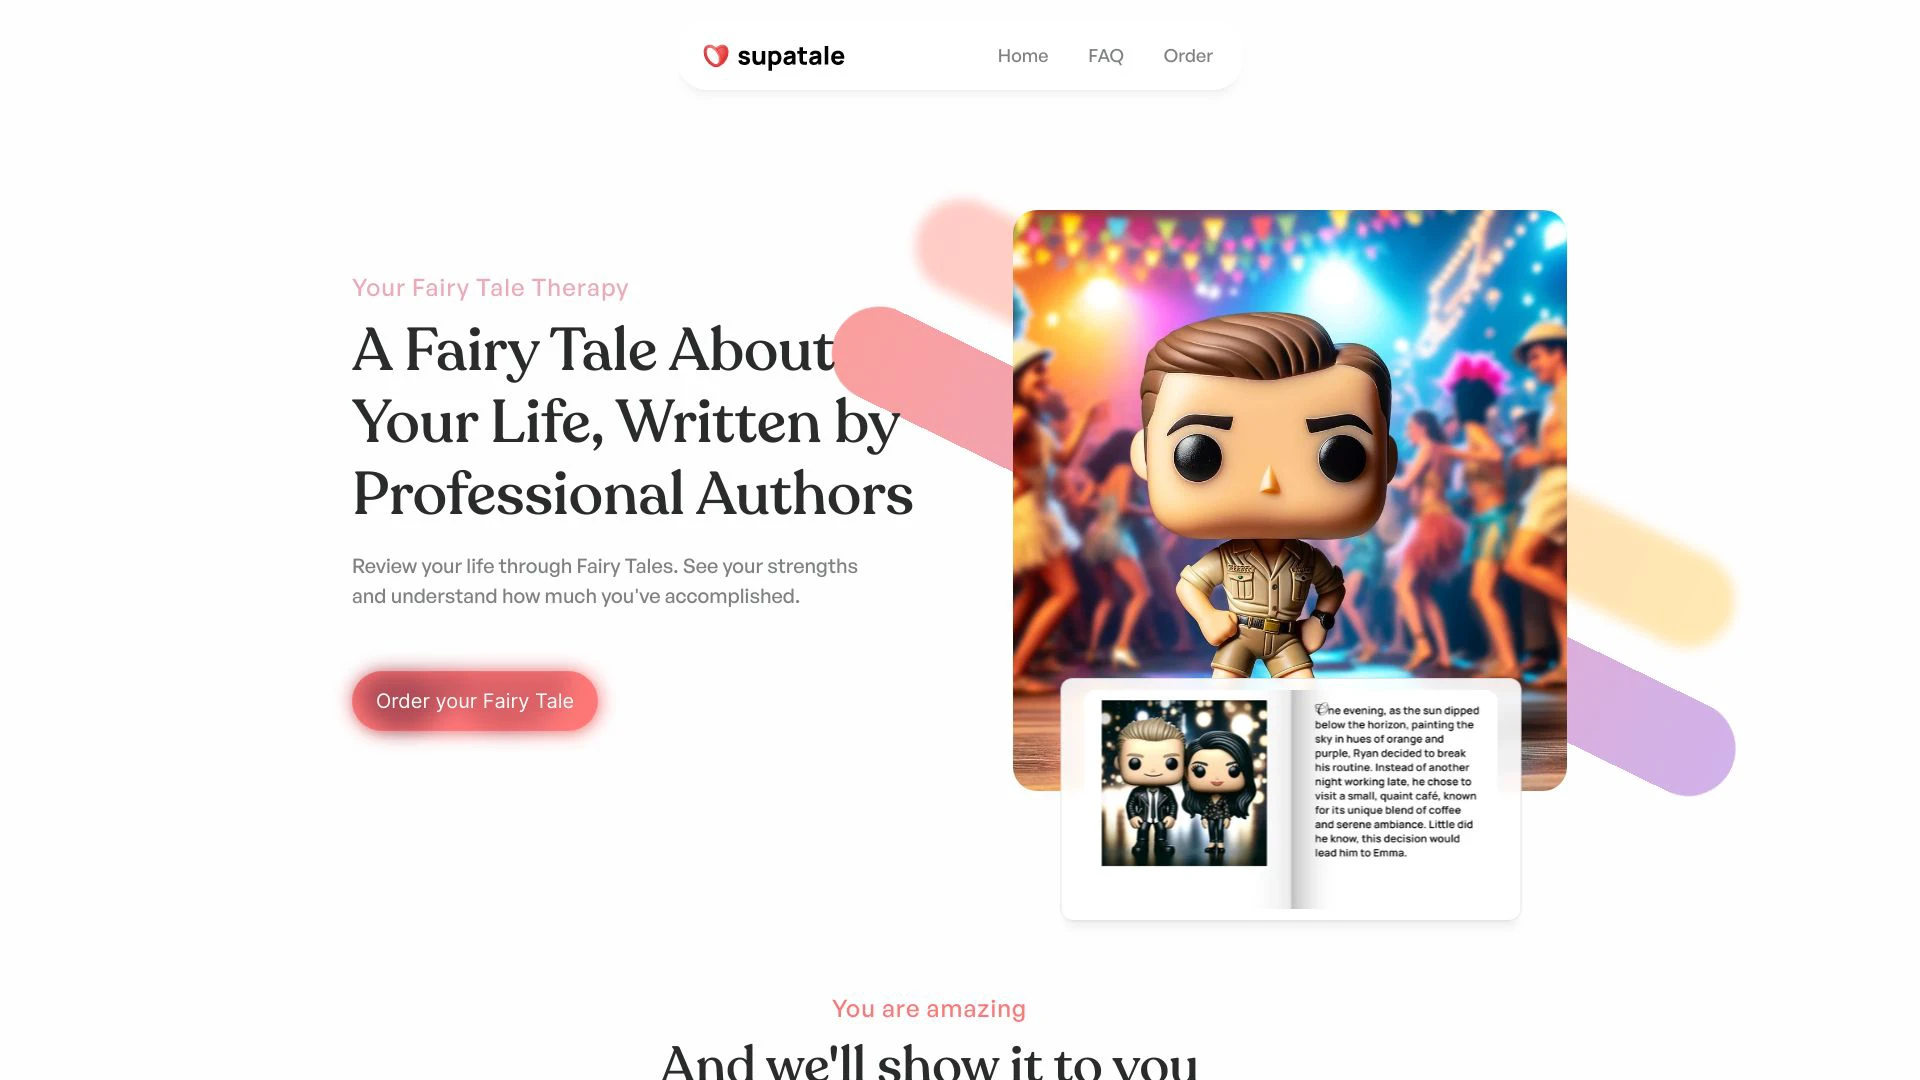 supatale
Home
FAQ
Order
Your Fairy Tale Therapy
A Fairy Tale About
Your Life, Written by
Professional Authors
Review your life through Fairy Tales. See your strengths
and understand how much you've accomplished.
Order your Fairy Tale
One evening, as the sun dipped
below the horizon, painting the
sky in hues of orange and
purple, Ryan decided to break
his routine. Instead of another
night working late, he chose to
visit a small, quaint café, known
for its unique blend of coffee
and serene ambiance. Little did
he know, this decision would
lead him to Emma.
You are amazing
And we'll show it to you